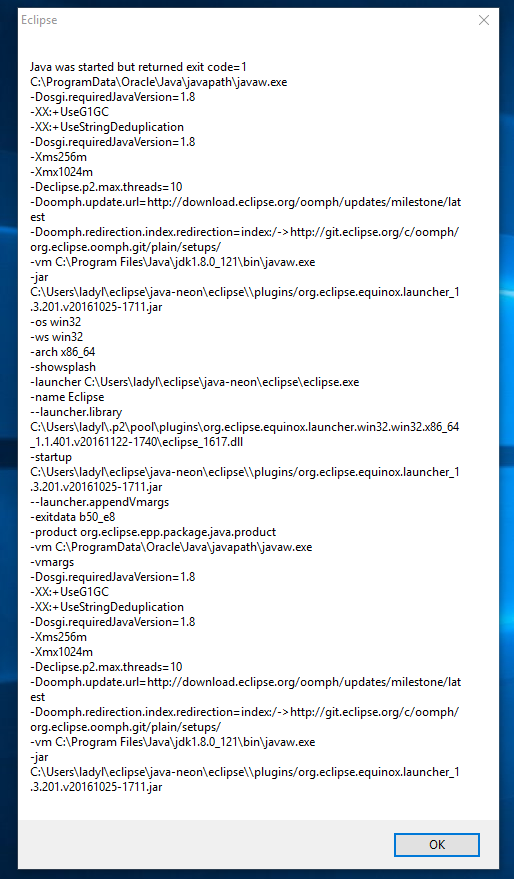 Eclipse
Java was started but returned exit code=1
C:\ProgramData\Oracle\Java\javapath\javaw.exe
-Dosgi.requiredJavaVersion=1.8
-XX:+UseG1GC
-XX:+UseStringDeduplication
-Dosgi.requiredJavaVersion=1.8
-Xms256m
-Xmx1024m
-Declipse.p2.max.threads=10
-Doomph.update.url=http://download.eclipse.org/oomph/updates/milestone/lat
est
-Doomph.redirection.index.redirection=index:/->http://git.eclipse.org/c/oomph/
org.eclipse.oomph.git/plain/setups/
-vm C:\Program Files\Java\jdk1.8.0_121\bin\javaw.exe
-jar
C:\Users\ladyl\eclipse\java-neon\eclipse\\plugins/org.eclipse.equinox.launcher_1
.3.201.v20161025-1711.jar
-os win32
-ws win32
-arch x86_64
-showsplash
-launcher C:\Users\ladyl\eclipse\java-neon\eclipse\eclipse.exe
-name Eclipse
--launcher.library
C:\Users\ladyl\.p2\pool\plugins\org.eclipse.equinox.launcher.win32.win32.x86_64
_1.1.401.v20161122-1740\eclipse_1617.dll
-startup
C:\Users\ladyl\eclipse\java-neon\eclipse\\plugins/org.eclipse.equinox.launcher_1
.3.201.v20161025-1711.jar
--launcher.appendVmargs
-exitdata b50_e8
-product org.eclipse.epp.package.java.product
-vm C:\ProgramData\Oracle\Java\javapath\javaw.exe
-vmargs
-Dosgi.requiredJavaVersion=1.8
-XX:+UseG1GC
-XX:+UseStringDeduplication
-Dosgi.requiredJavaVersion=1.8
-Xms256m
-Xmx1024m
-Declipse.p2.max.threads=10
-Doomph.update.url=http://download.eclipse.org/oomph/updates/milestone/lat
est
-Doomph.redirection.index.redirection=index:/->http://git.eclipse.org/c/oomph/
org.eclipse.oomph.git/plain/setups/
-vm C:\Program Files\Java\jdk1.8.0_121\bin\javaw.exe
-jar
C:\Users\ladyl\eclipse\java-neon\eclipse\\plugins/org.eclipse.equinox.launcher_1
.3.201.v20161025-1711.jar
OK